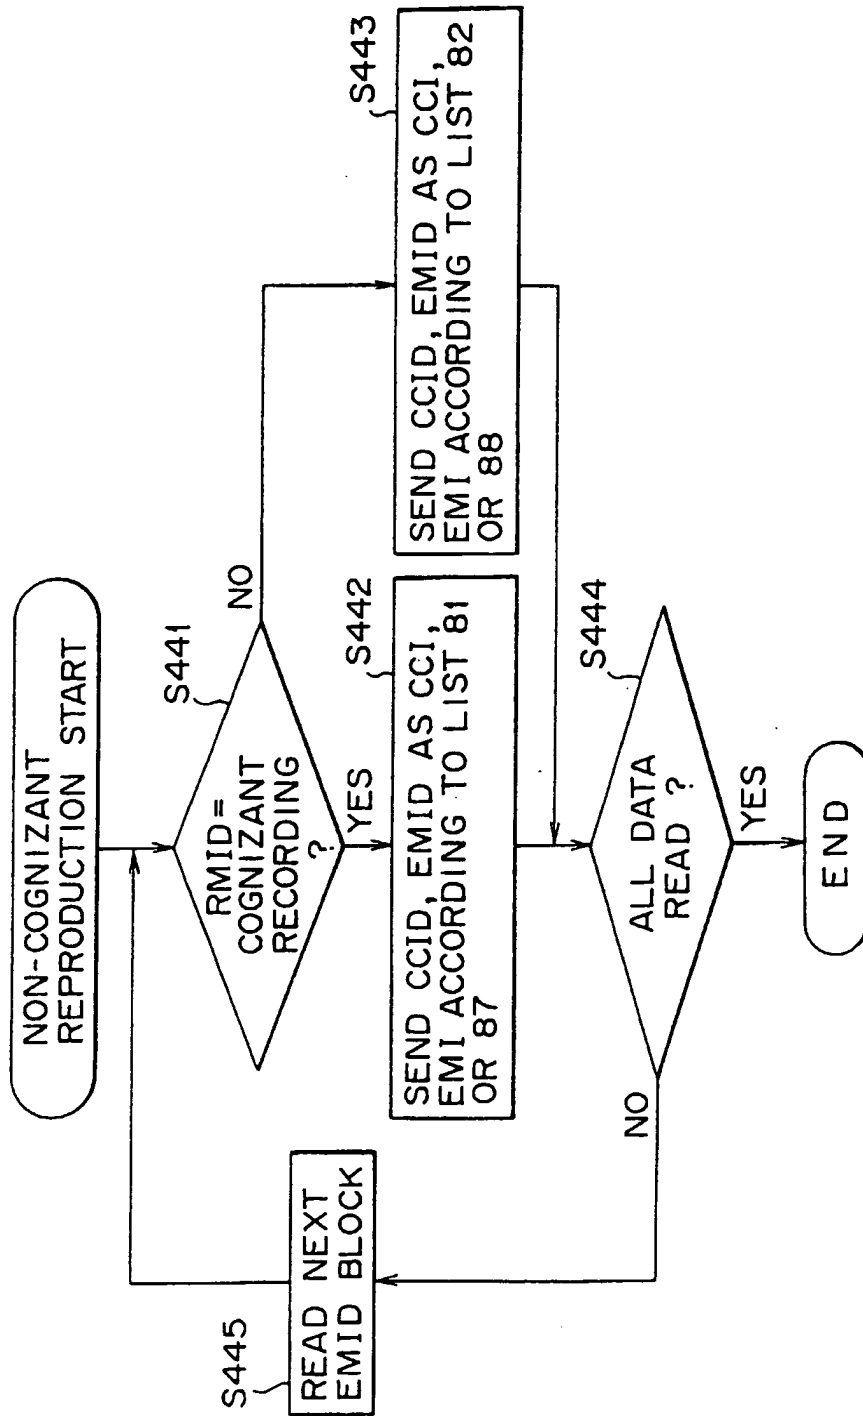 NON-COGNIZANT
REPRODUCTION START
S441
RMID=
COGNIZANT
RECORDING
?
NO
YES
S442
SEND CCID, EMID AS CCI,
EMI ACCORDING TO LIST 81
OR 87
S443
SEND CCID, EMID AS CCI,
EMI ACCORDING TO LIST 82
OR 88
S444
ALL DATA
READ ?
NO
YES
S445
READ NEXT
EMID BLOCK
END